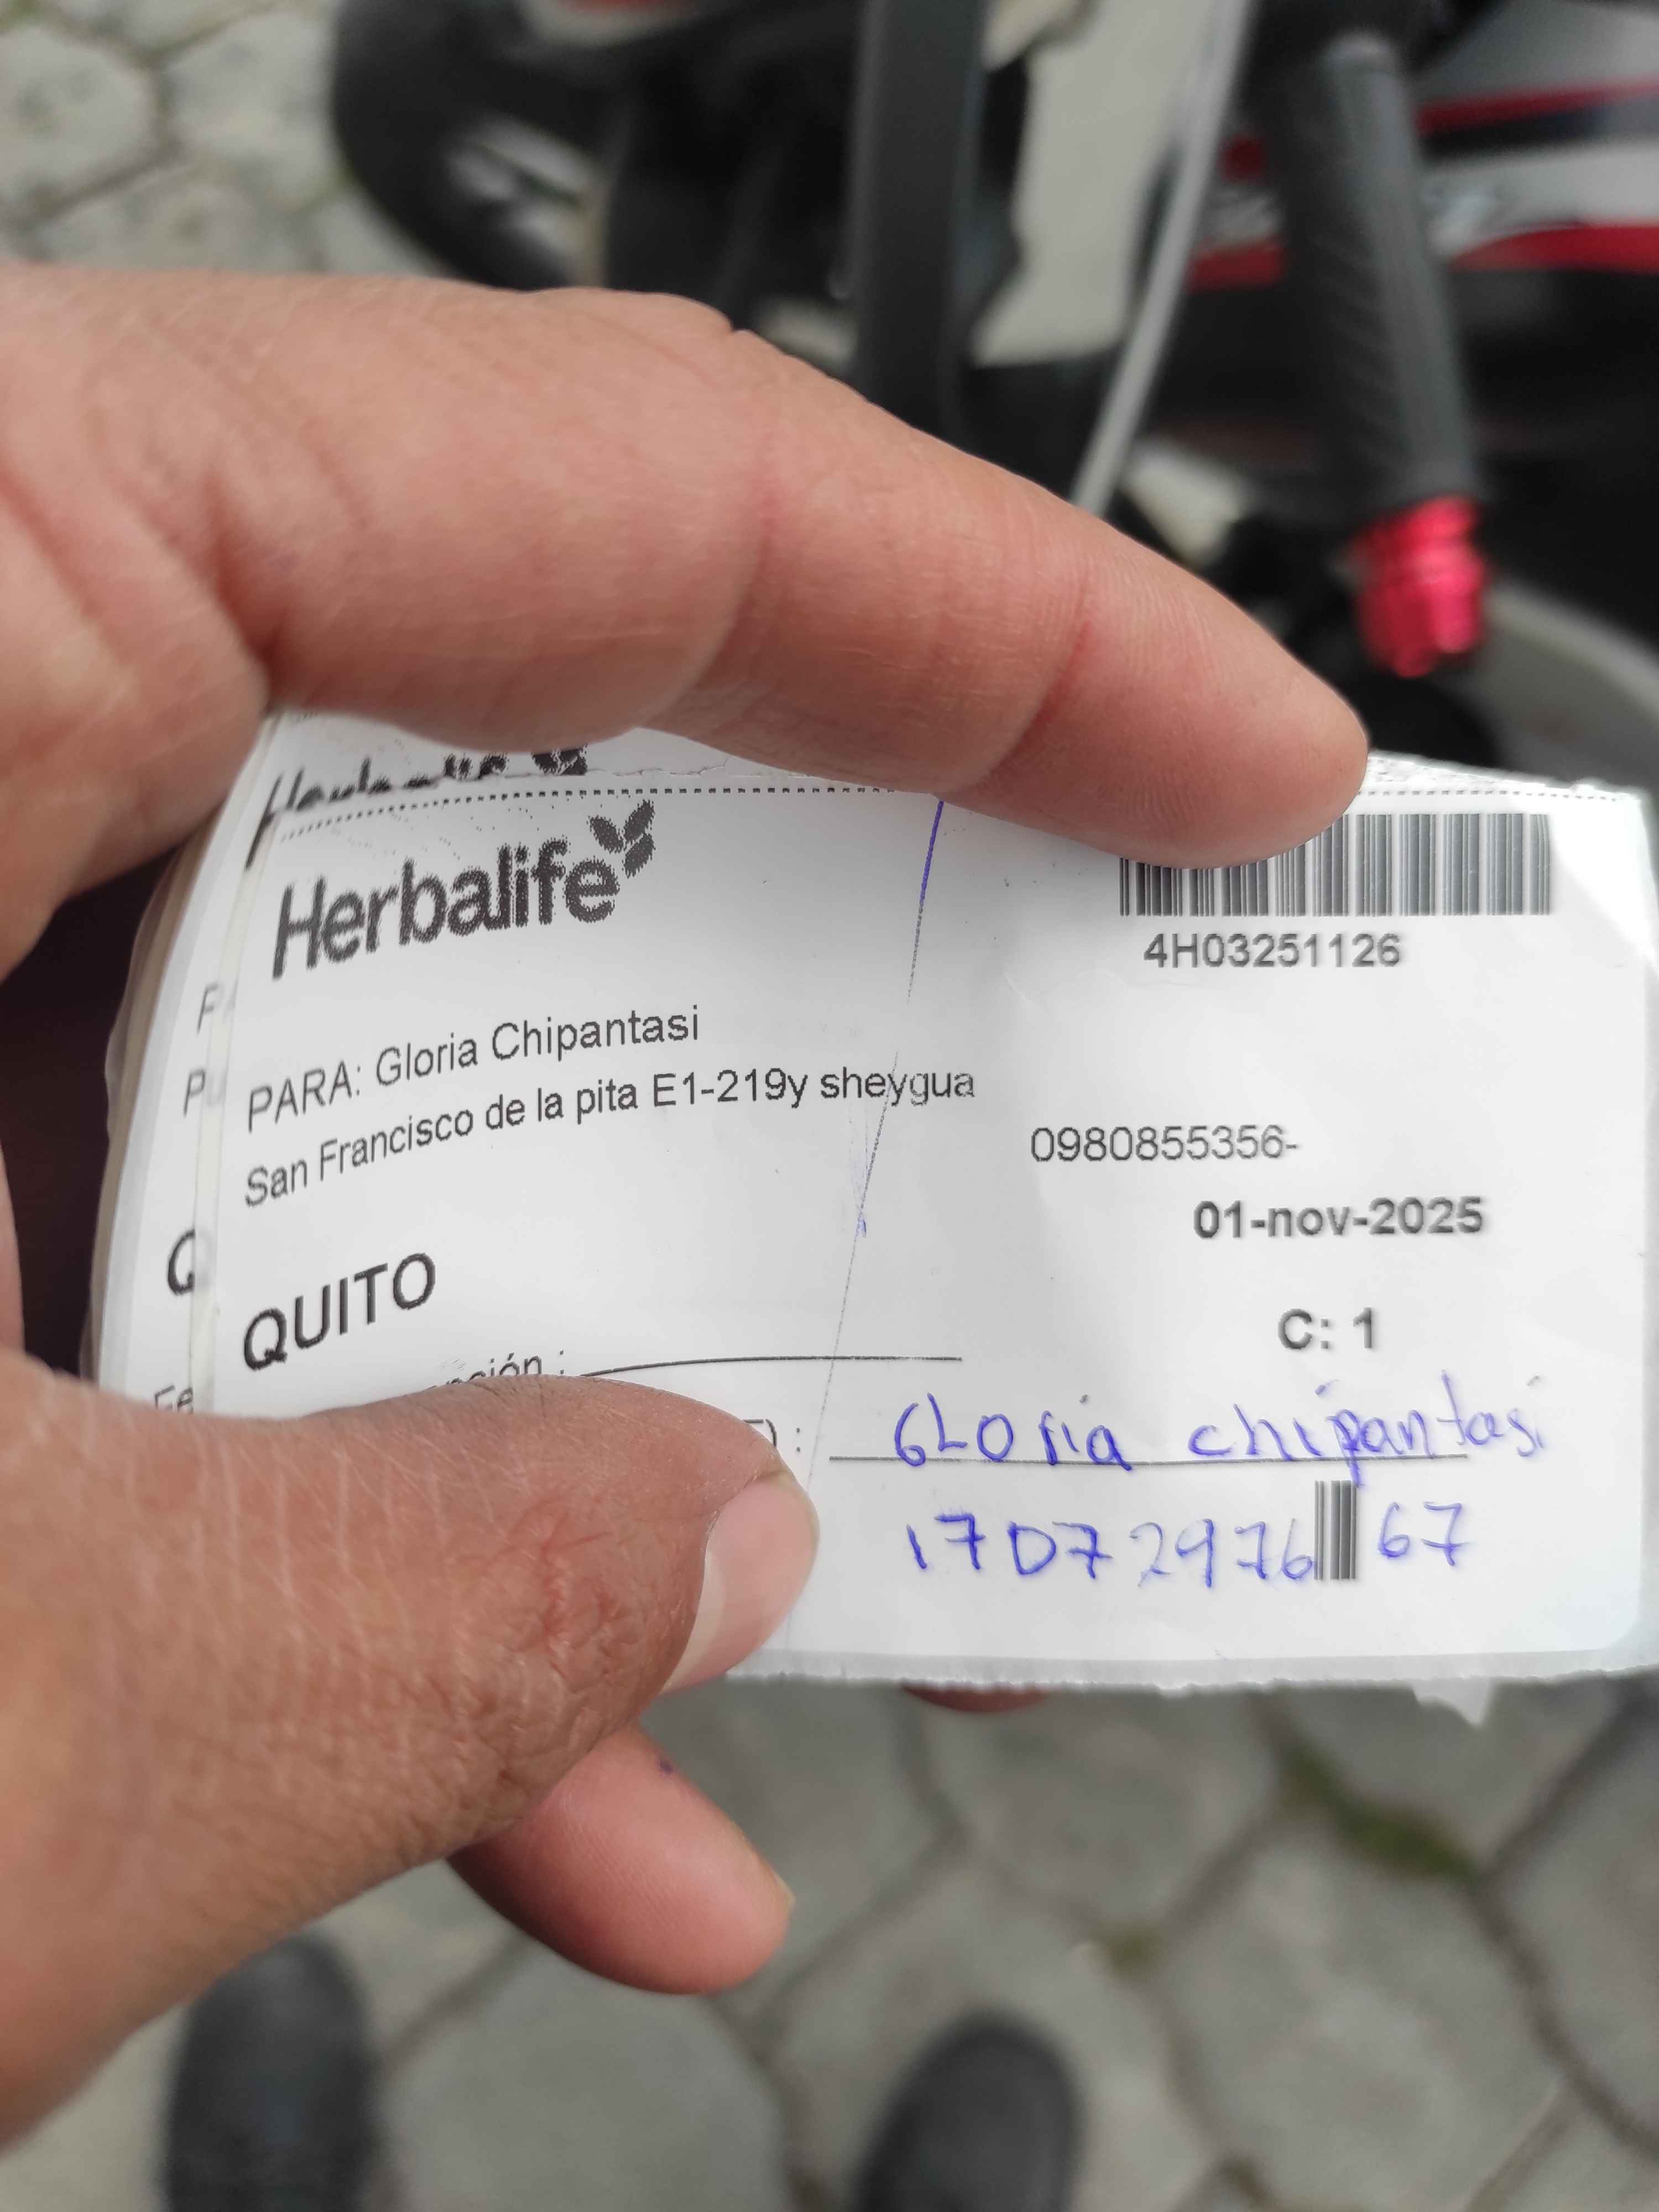 Herbalife
4H03251126
PARA: Gloria Chipantasi
San Francisco de la pita E1-219y sheygua
0980855356-
01-nov-2025
QUITO
C: 1
GLOria chipantasi
170729766 67